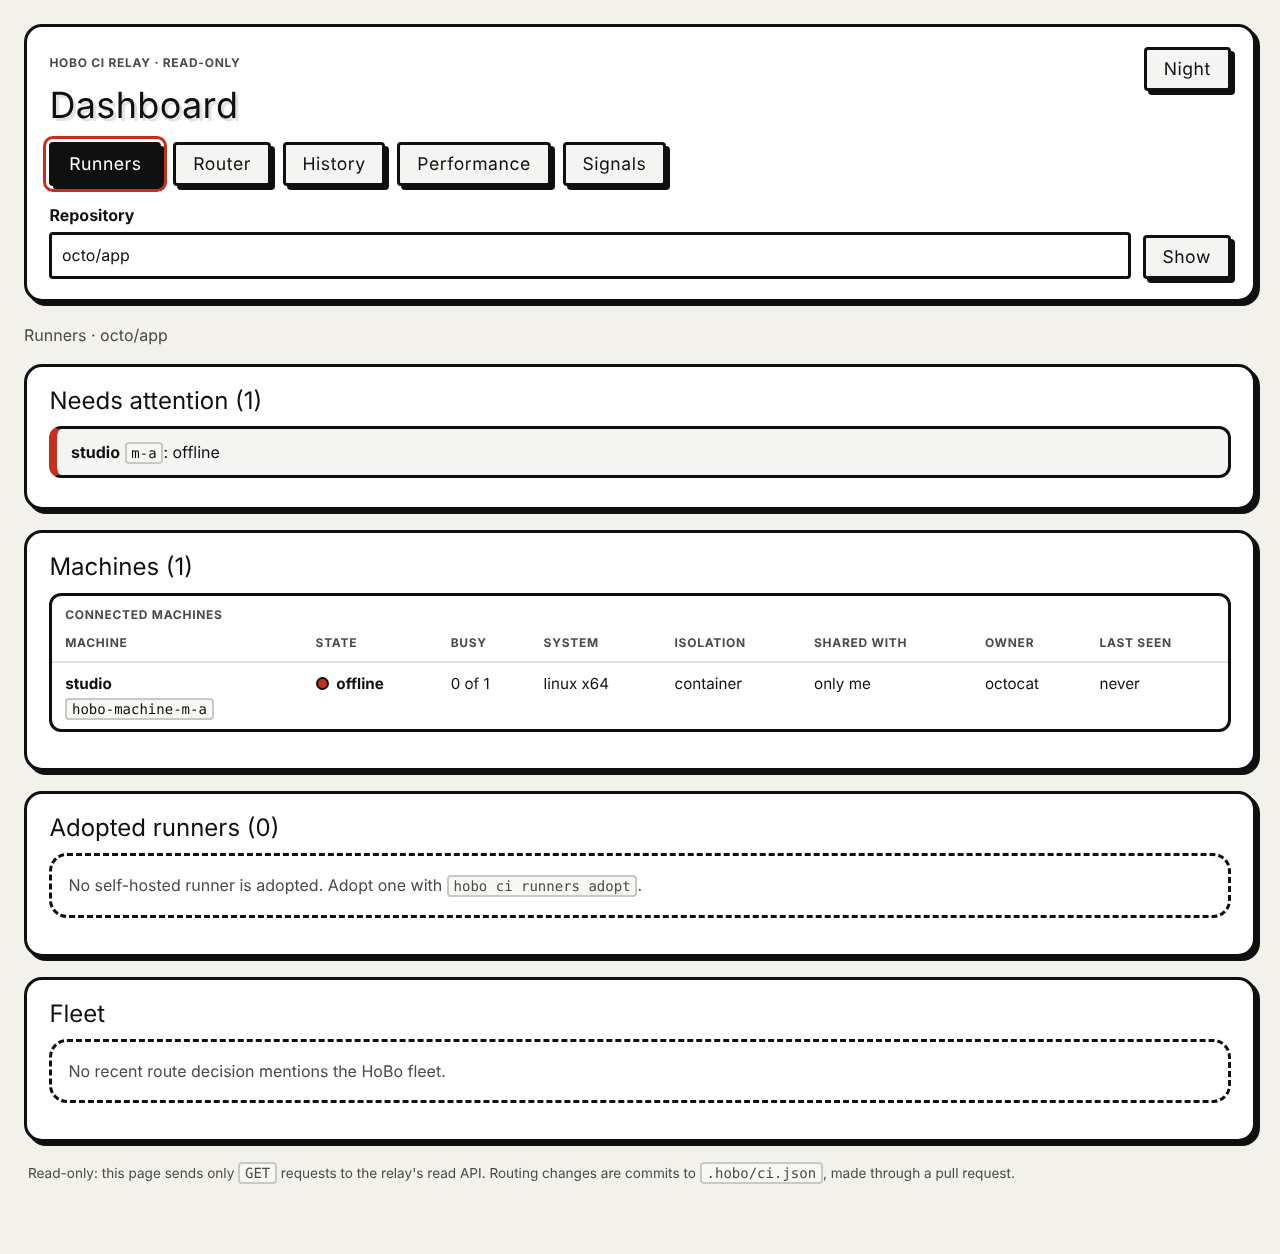 HOBO CI RELAY · READ-ONLY
Night
Dashboard
Runners Router History Performance Signals
Repository
octo/app
Show
Runners · octo/app
Needs attention (1)
studio m-a: offline
Machines (1)
CONNECTED MACHINES
MACHINE STATE BUSY SYSTEM ISOLATION SHARED WITH OWNER LAST SEEN
studio offline 0 of 1 linux x64 container only me octocat never
hobo-machine-m-a
Adopted runners (0)
No self-hosted runner is adopted. Adopt one with hobo ci runners adopt.
Fleet
No recent route decision mentions the HoBo fleet.
Read-only: this page sends only GET requests to the relay's read API. Routing changes are commits to .hobo/ci.json, made through a pull request.